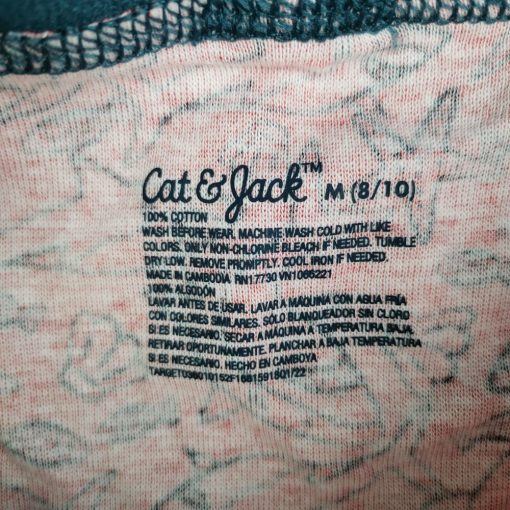 Cat & Jack™ M (8/10)
100% COTTON
WASH BEFORE WEAR. MACHINE WASH COLD WITH LIKE
COLORS. ONLY NON-CHLORINE BLEACH IF NEEDED. TUMBLE
DRY LOW. REMOVE PROMPTLY. COOL IRON IF NEEDED.
MADE IN CAMBODIA RN17730 VN1086221
100% ALGODÓN
LAVAR ANTES DE USAR. LAVAR A MÁQUINA CON AGUA FRÍA
CON COLORES SIMILARES. SÓLO BLANQUEADOR SIN CLORO
SI ES NECESARIO. SECAR A MÁQUINA A TEMPERATURA BAJA.
RETIRAR OPORTUNAMENTE. PLANCHAR A BAJA TEMPERATURA
SI ES NECESARIO. HECHO EN CAMBOYA